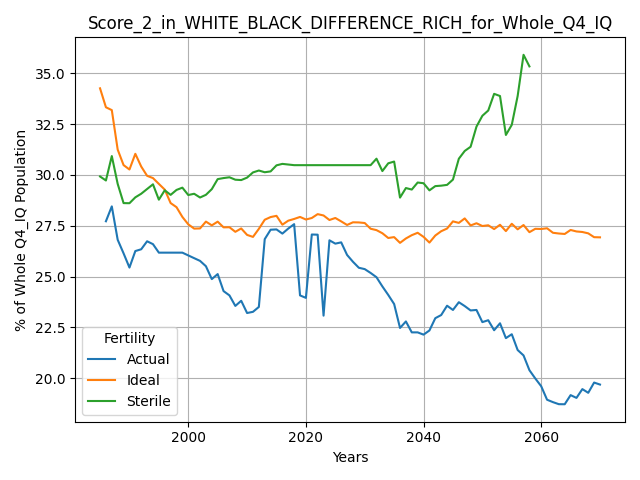 Score_2_in_WHITE_BLACK_DIFFERENCE_RICH_for_Whole_Q4_IQ
% of Whole Q4_IQ Population
35.0
32.5
30.0
27.5
25.0
22.5
20.0
Fertility
Actual
Ideal
Sterile
2000
2020
2040
2060
Years